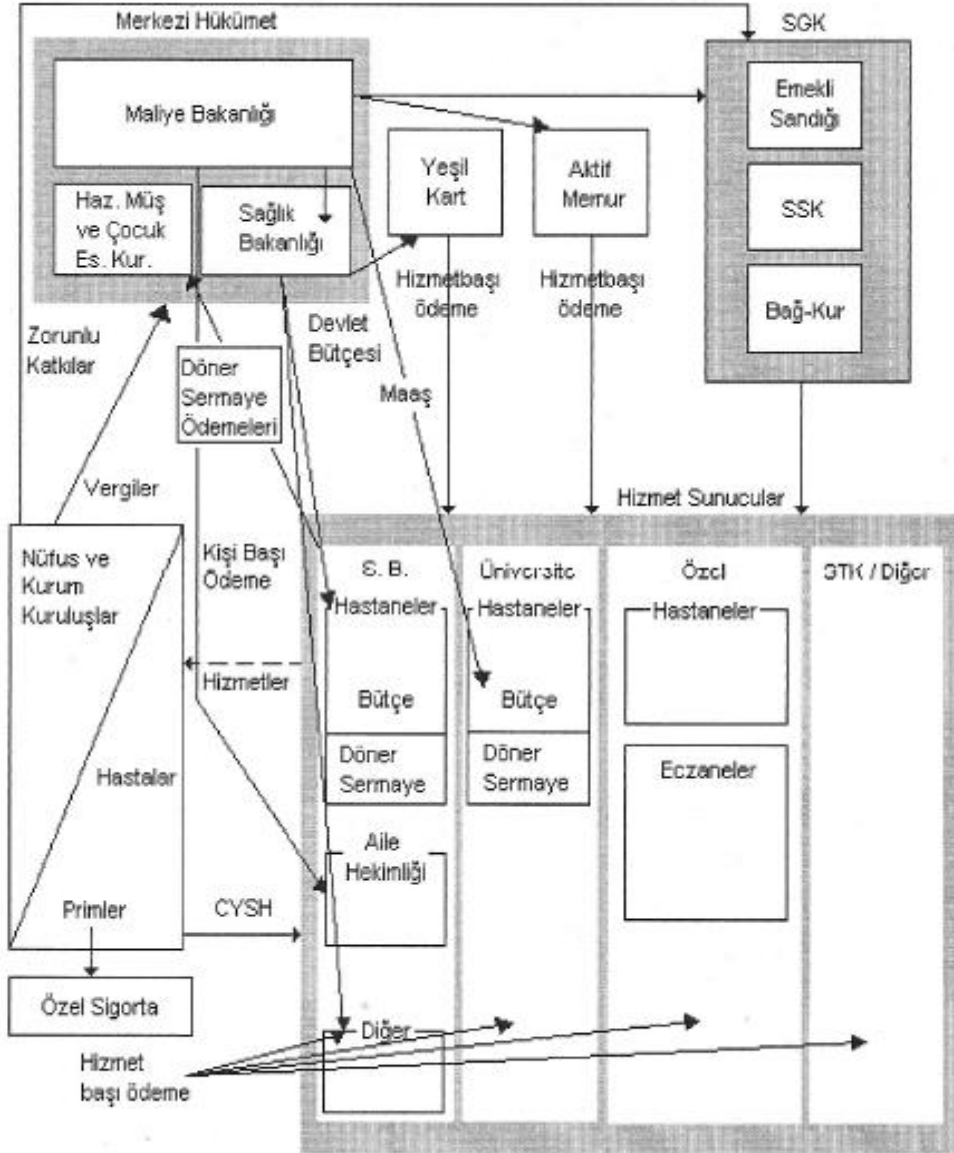 Merkezi Hükümet
SGK
Maliye Bakanlığı
Emekli
Sandığı
Yeşil
Kart
Aktif
Memur
Haz. Müş
ve Çocuk
Es. Kur.
Sağlık
Bakanlığı
SSK
Hizmetbaşı
ödeme
Hizmetbaşı
ödeme
Bağ-Kur
Zorunlu
Katkılar
Devlet
Bütçesi
Döner
Sermaye
Ödemeleri
Maaş
Vergiler
Hizmet Sunucular
Nüfus ve
Kurum
Kuruluşlar
Kişi Başı
Ödeme
S. B.
Üniversite
Özel
STK / Diğer
Hastaneler
Hastaneler
Hastaneler
Hizmetler
Bütçe
Bütçe
Döner
Sermaye
Döner
Sermaye
Eczaneler
Hastalar
Aile
Hekimliği
Primler
CYSH
Özel Sigorta
Diğer
Hizmet
başı ödeme